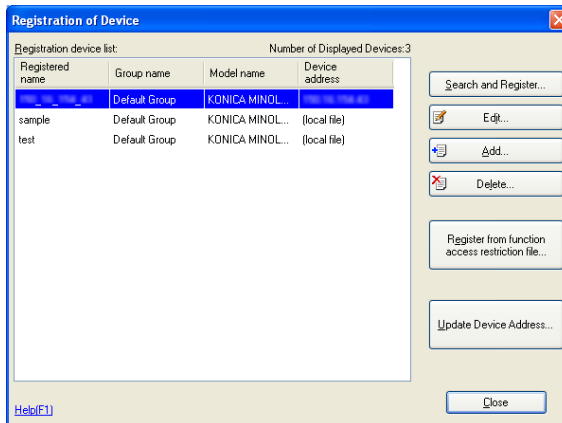 Registration of Device
Registration device list: Number of Displayed Devices:3
Registered name Group name Model name Device address
Default Group KONICA MINOL...
sample Default Group KONICA MINOL... (local file)
test Default Group KONICA MINOL... (local file)
Search and Register...
Edit...
Add...
Delete...
Register from function
access restriction file...
Update Device Address...
Close
Help(F1)